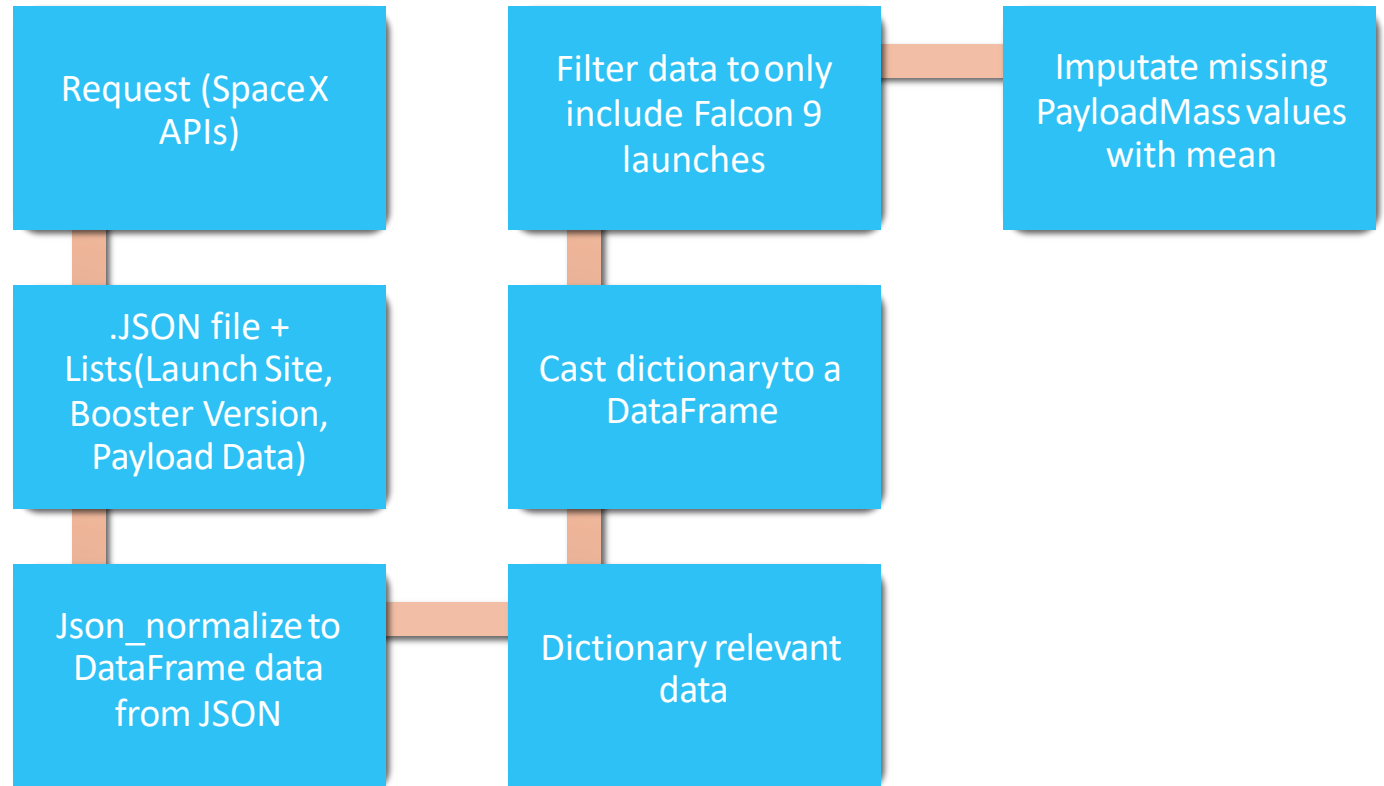 Request (SpaceX
APIs)
.JSON file +
Lists(Launch Site,
Booster Version,
Payload Data)
Json_normalize to
DataFrame data
from JSON
Dictionary relevant
data
Cast dictionary to a
DataFrame
Filter data to only
include Falcon 9
launches
Imputate missing
PayloadMass values
with mean